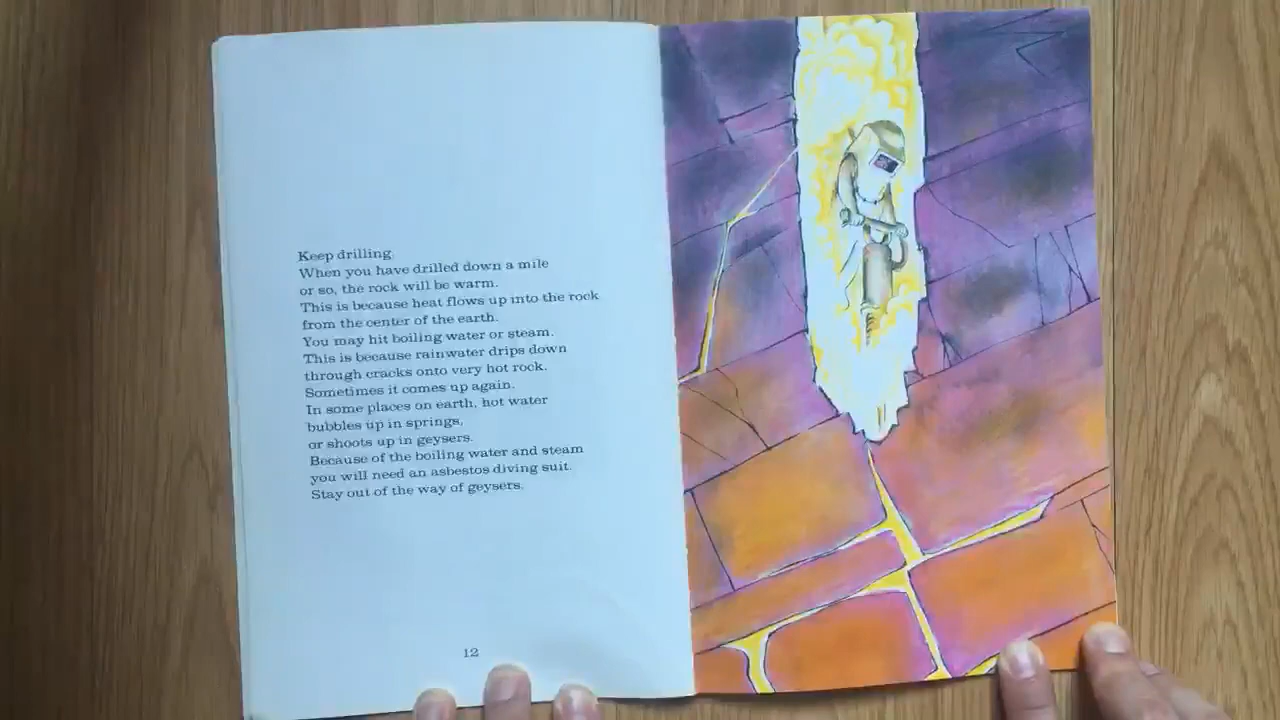 Keep drilling.
When you have drilled down a mile
or so, the rock will be warm.
This is because heat flows up into the rock
from the center of the earth.
You may hit boiling water or steam.
This is because rainwater drips down
through cracks onto very hot rock.
Sometimes it comes up again.
In some places on earth, hot water
bubbles up in springs,
or shoots up in geysers.
Because of the boiling water and steam
you will need an asbestos diving suit.
Stay out of the way of geysers.
12